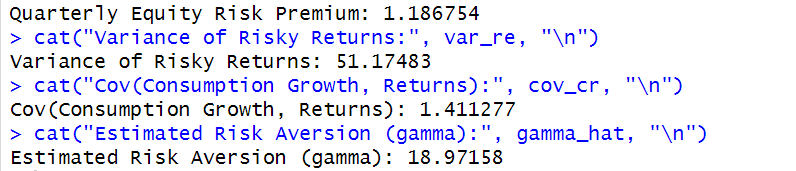 Quarterly Equity Risk Premium: 1.186754
> cat("Variance of Risky Returns:", var_re, "\n")
Variance of Risky Returns: 51.17483
> cat("Cov(Consumption Growth, Returns):", cov_cr, "\n")
Cov(Consumption Growth, Returns): 1.411277
> cat("Estimated Risk Aversion (gamma):", gamma_hat, "\n")
Estimated Risk Aversion (gamma): 18.97158